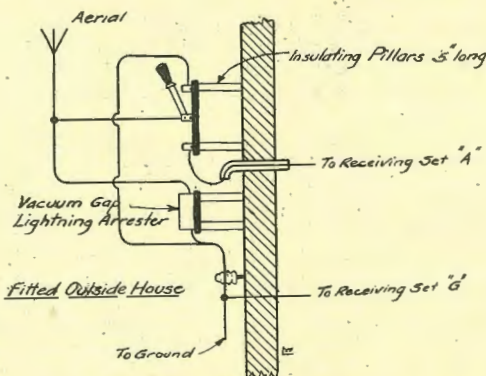 Aerial
Insulating Pillars 5" long
To Receiving Set "A"
Vacuum Gap
Lightning Arrester
Fitted Outside House
To Receiving Set "G"
To Ground